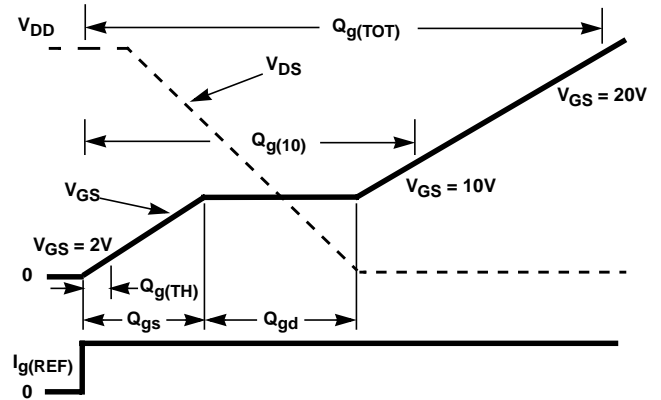 V_DD
Q_g(TOT)
V_DS
V_GS = 20V
Q_g(10)
V_GS
V_GS = 10V
V_GS = 2V
0
Q_g(TH)
Q_gs
Q_gd
I_g(REF)
0